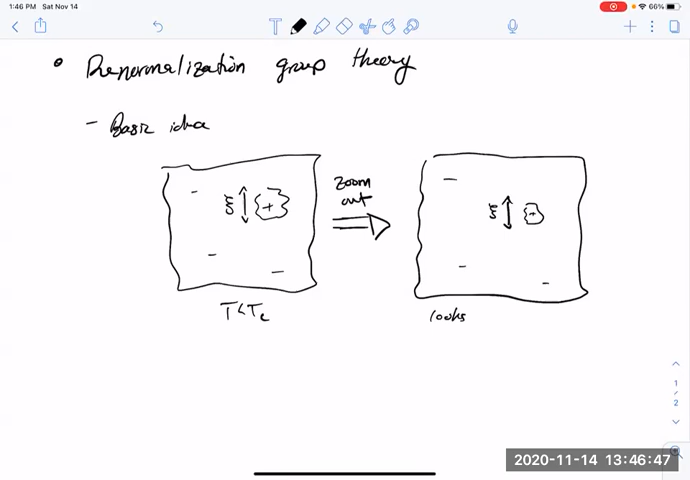 1:46 PM Sat Nov 14
66%
• Renormalization group theory
- Basic idea
- ξ + Zoom out ⇒ - ξ +
- - - -
T<Tc looks
1
/
2
2020-11-14 13:46:47